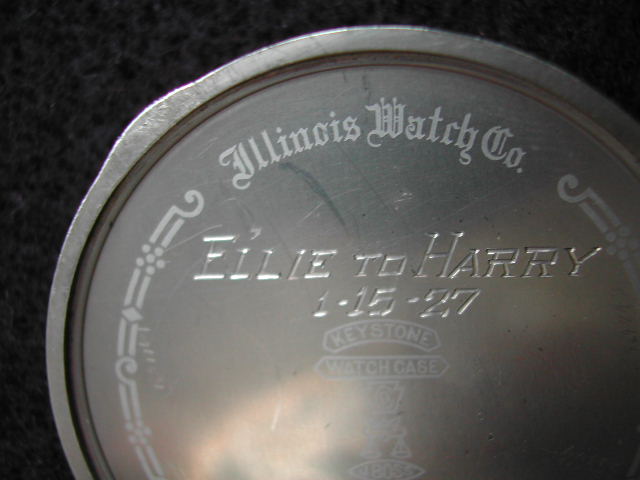 Illinois Watch Co.
ELLIE TO HARRY
1-15-27
KEYSTONE
WATCH CASE